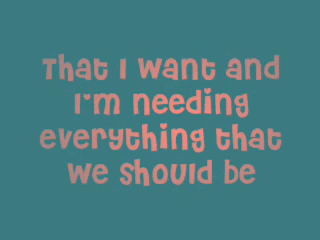 That I want and
I'm needing
everything that
we should be